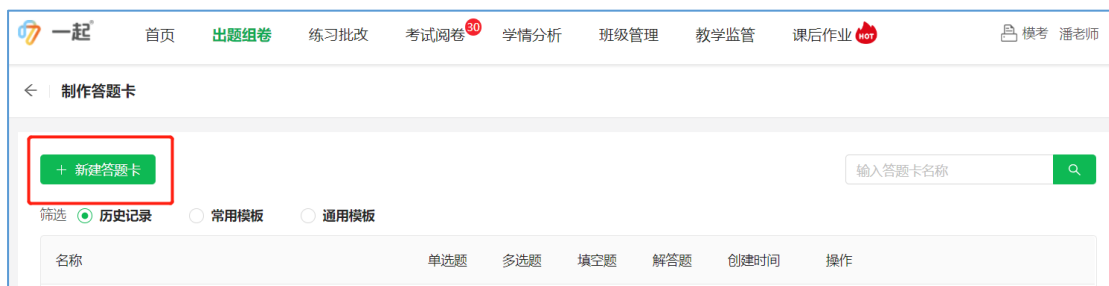 一起 首页 出题组卷 练习批改 考试阅卷 30 学情分析 班级管理 教学监管 课后作业 HOT 模考 潘老师
制作答题卡
+ 新建答题卡 输入答题卡名称
筛选 历史记录 常用模板 通用模板
名称 单选题 多选题 填空题 解答题 创建时间 操作